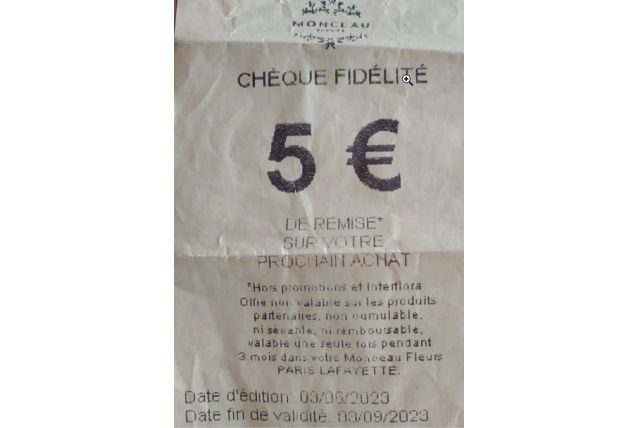 MONCEAU
FLEURS
CHÈQUE FIDÉLITÉ
5 €
DE REMISE*
SUR VOTRE
PROCHAIN ACHAT
*Hors promotions et Interflora
Offre non valable sur les produits
partenaires, non cumulable,
ni sécable, ni remboursable,
valable une seule fois pendant
3 mois dans votre Monceau Fleurs
PARIS LAFAYETTE.
Date d'édition: 03/06/2023
Date fin de validité: 03/09/2023